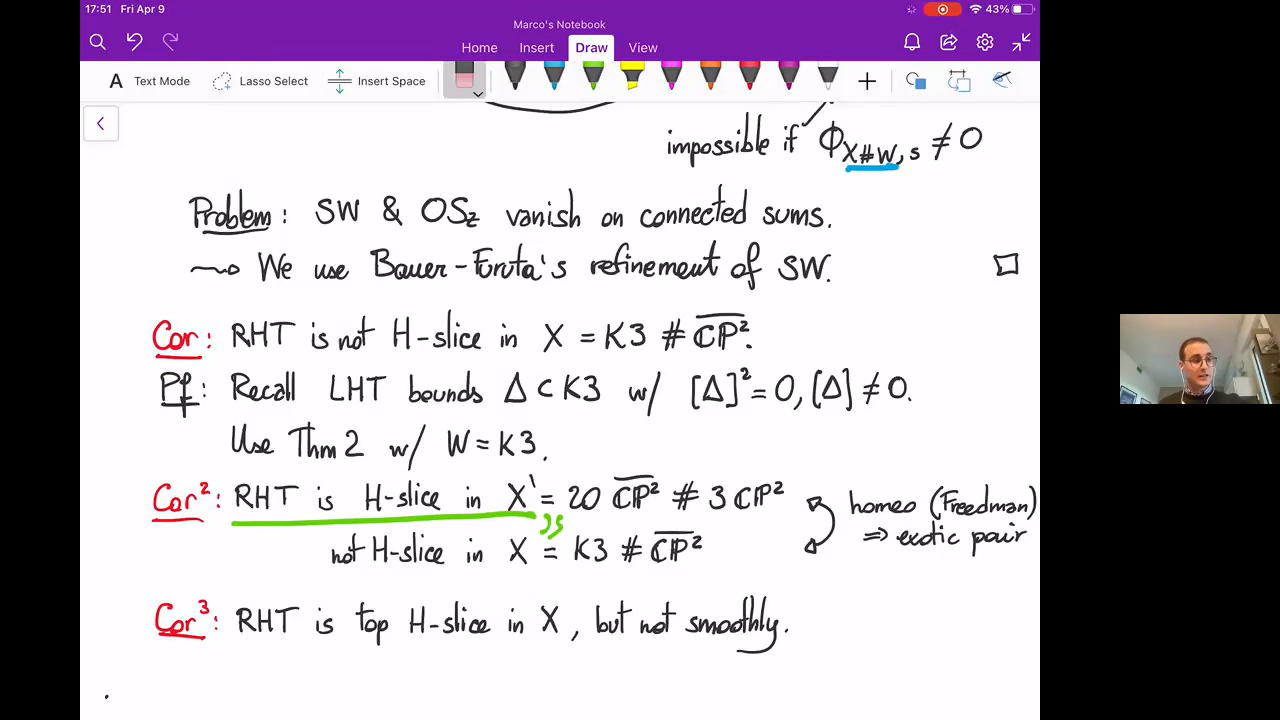 17:51 Fri Apr 9
43%
Marco's Notebook
Home Insert Draw View
Text Mode Lasso Select Insert Space
impossible if Φ_{X#W,s} ≠ 0
Problem: SW & OSz vanish on connected sums.
⇝ We use Bauer-Furuta's refinement of SW. □
Cor: RHT is not H-slice in X = K3 # \overline{CP²}.
Pf: Recall LHT bounds Δ ⊂ K3 w/ [Δ]² = 0, [Δ] ≠ 0.
Use Thm 2 w/ W = K3.
Cor²: RHT is H-slice in X' = 20 \overline{CP²} # 3 CP²
not H-slice in X = K3 # \overline{CP²}
homeo (Freedman)
⇒ exotic pair
Cor³: RHT is top H-slice in X, but not smoothly.